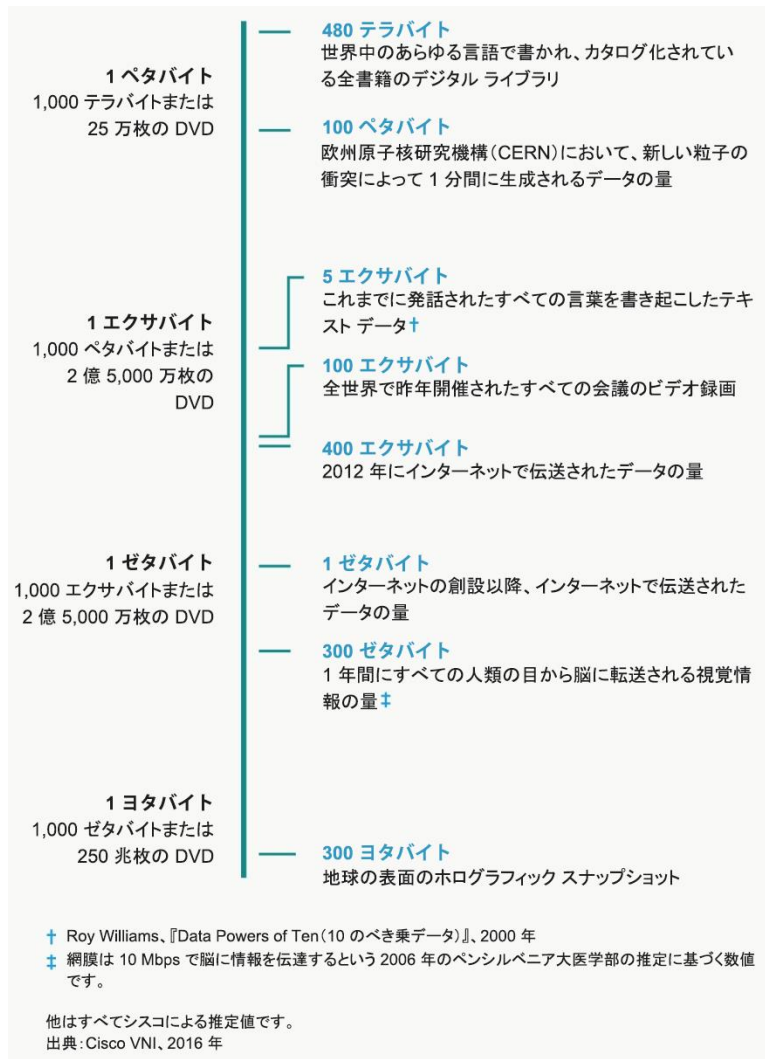 480 テラバイト
世界中のあらゆる言語で書かれ、カタログ化されてい
る全書籍のデジタル ライブラリ
1 ペタバイト
1,000 テラバイトまたは
25 万枚の DVD
100 ペタバイト
欧州原子核研究機構（CERN）において、新しい粒子の
衝突によって 1 分間に生成されるデータの量
5 エクサバイト
これまでに発話されたすべての言葉を書き起こしたテキ
スト データ†
1 エクサバイト
1,000 ペタバイトまたは
2 億 5,000 万枚の
DVD
100 エクサバイト
全世界で昨年開催されたすべての会議のビデオ録画
400 エクサバイト
2012 年にインターネットで伝送されたデータの量
1 ゼタバイト
1,000 エクサバイトまたは
2 億 5,000 万枚の DVD
1 ゼタバイト
インターネットの創設以降、インターネットで伝送された
データの量
300 ゼタバイト
1 年間にすべての人類の目から脳に転送される視覚情
報の量‡
1 ヨタバイト
1,000 ゼタバイトまたは
250 兆枚の DVD
300 ヨタバイト
地球の表面のホログラフィック スナップショット
† Roy Williams、『Data Powers of Ten（10 のべき乗データ）』、2000 年
‡ 網膜は 10 Mbps で脳に情報を伝達するという 2006 年のペンシルベニア大医学部の推定に基づく数値
です。
他はすべてシスコによる推定値です。
出典：Cisco VNI、2016 年